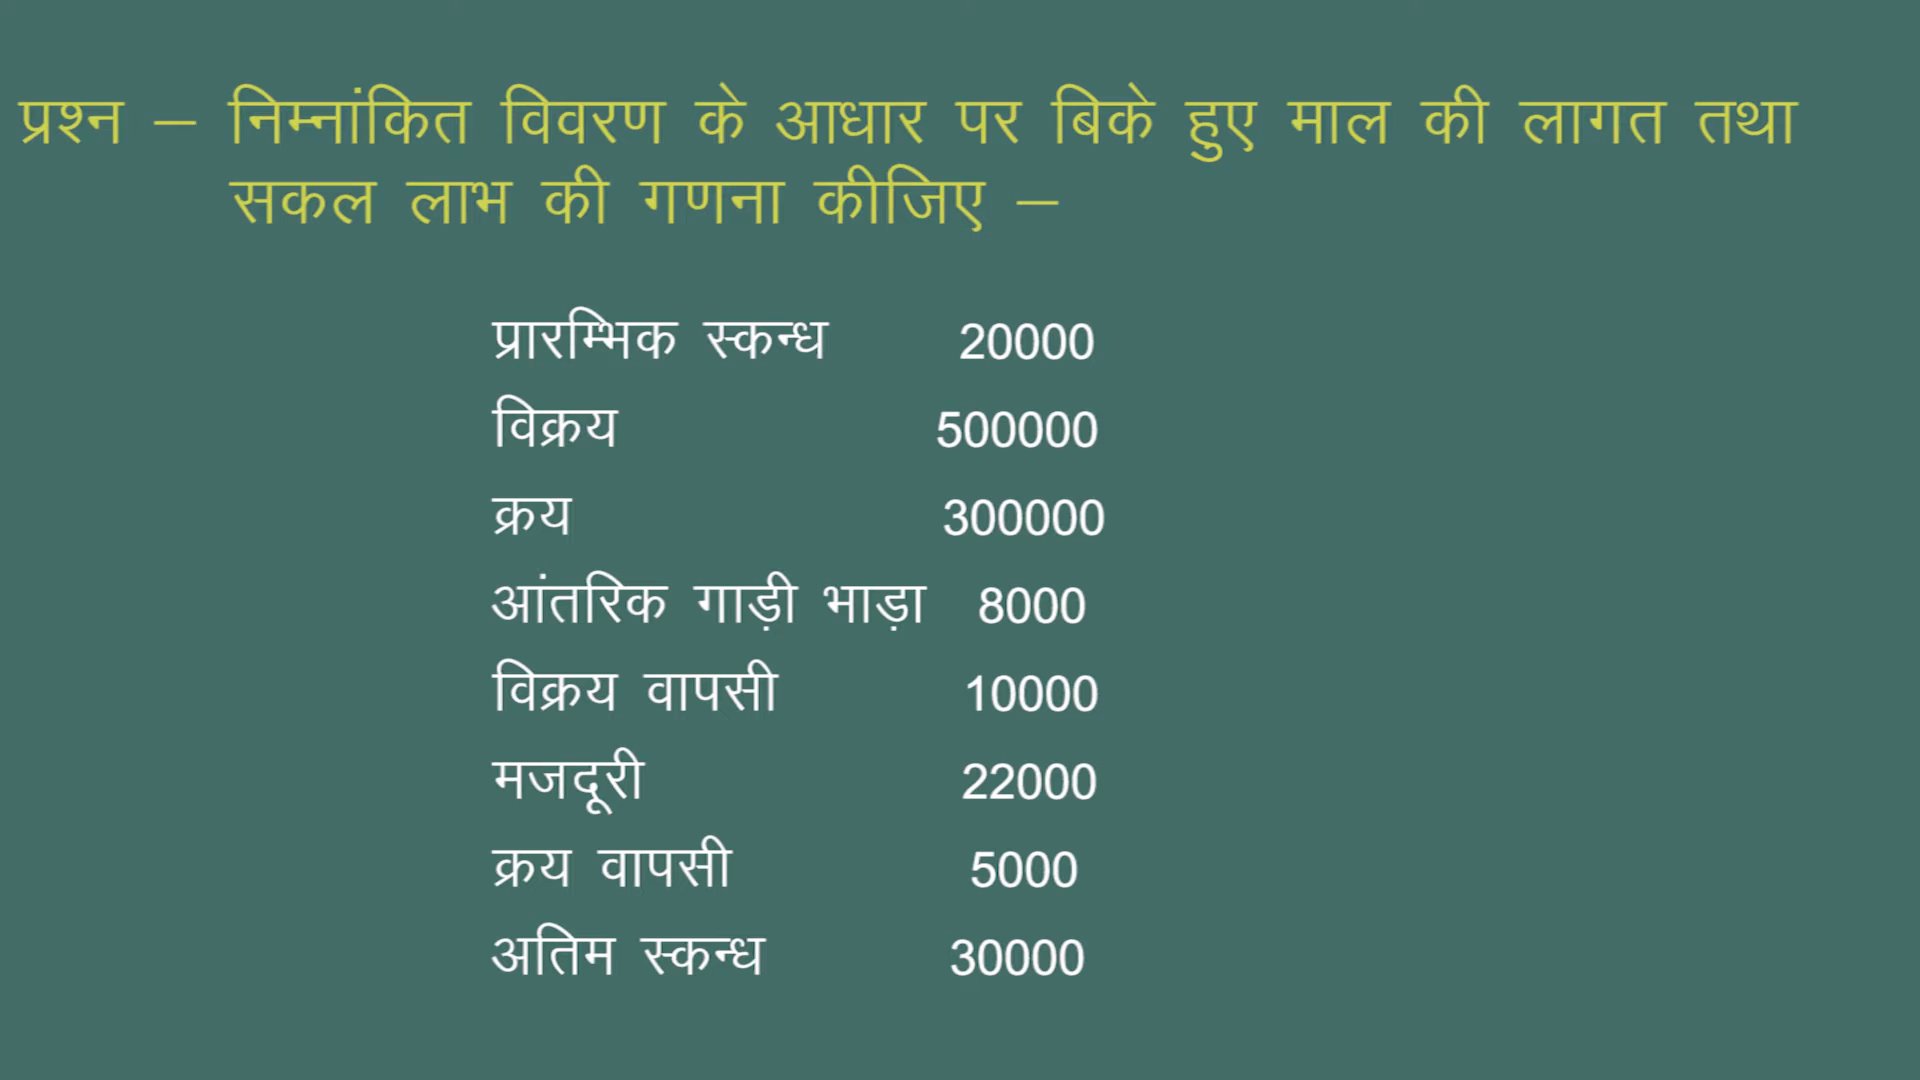 प्रश्न – निम्नांकित विवरण के आधार पर बिके हुए माल की लागत तथा
सकल लाभ की गणना कीजिए –
प्रारम्भिक स्कन्ध 20000
विक्रय 500000
क्रय 300000
आंतरिक गाड़ी भाड़ा 8000
विक्रय वापसी 10000
मजदूरी 22000
क्रय वापसी 5000
अतिम स्कन्ध 30000